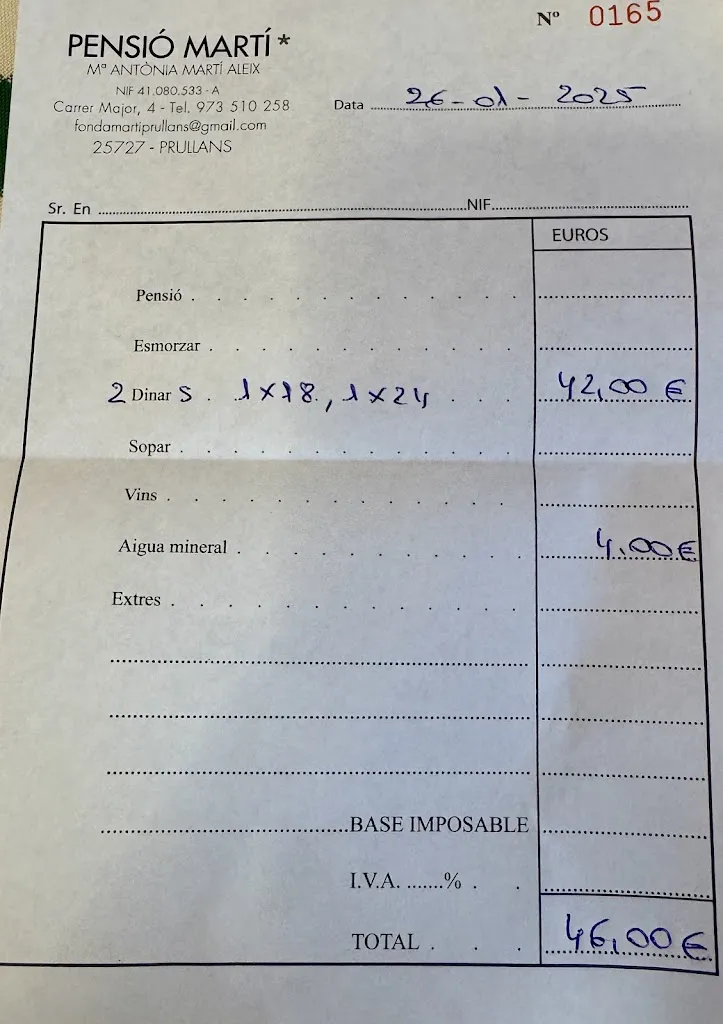 Nº 0165
PENSIÓ MARTÍ *
Mª ANTÒNIA MARTÍ ALEIX
NIF 41.080.533 - A
Carrer Major, 4 - Tel. 973 510 258
fondamartiprullans@gmail.com
25727 - PRULLANS
Data 26-01-2025
Sr. En NIF
EUROS
Pensió
Esmorzar
2 Dinar s 1x18, 1x24 42,00 €
Sopar
Vins
Aigua mineral 4,00 €
Extres
BASE IMPOSABLE
I.V.A. .......%
TOTAL 46,00 €